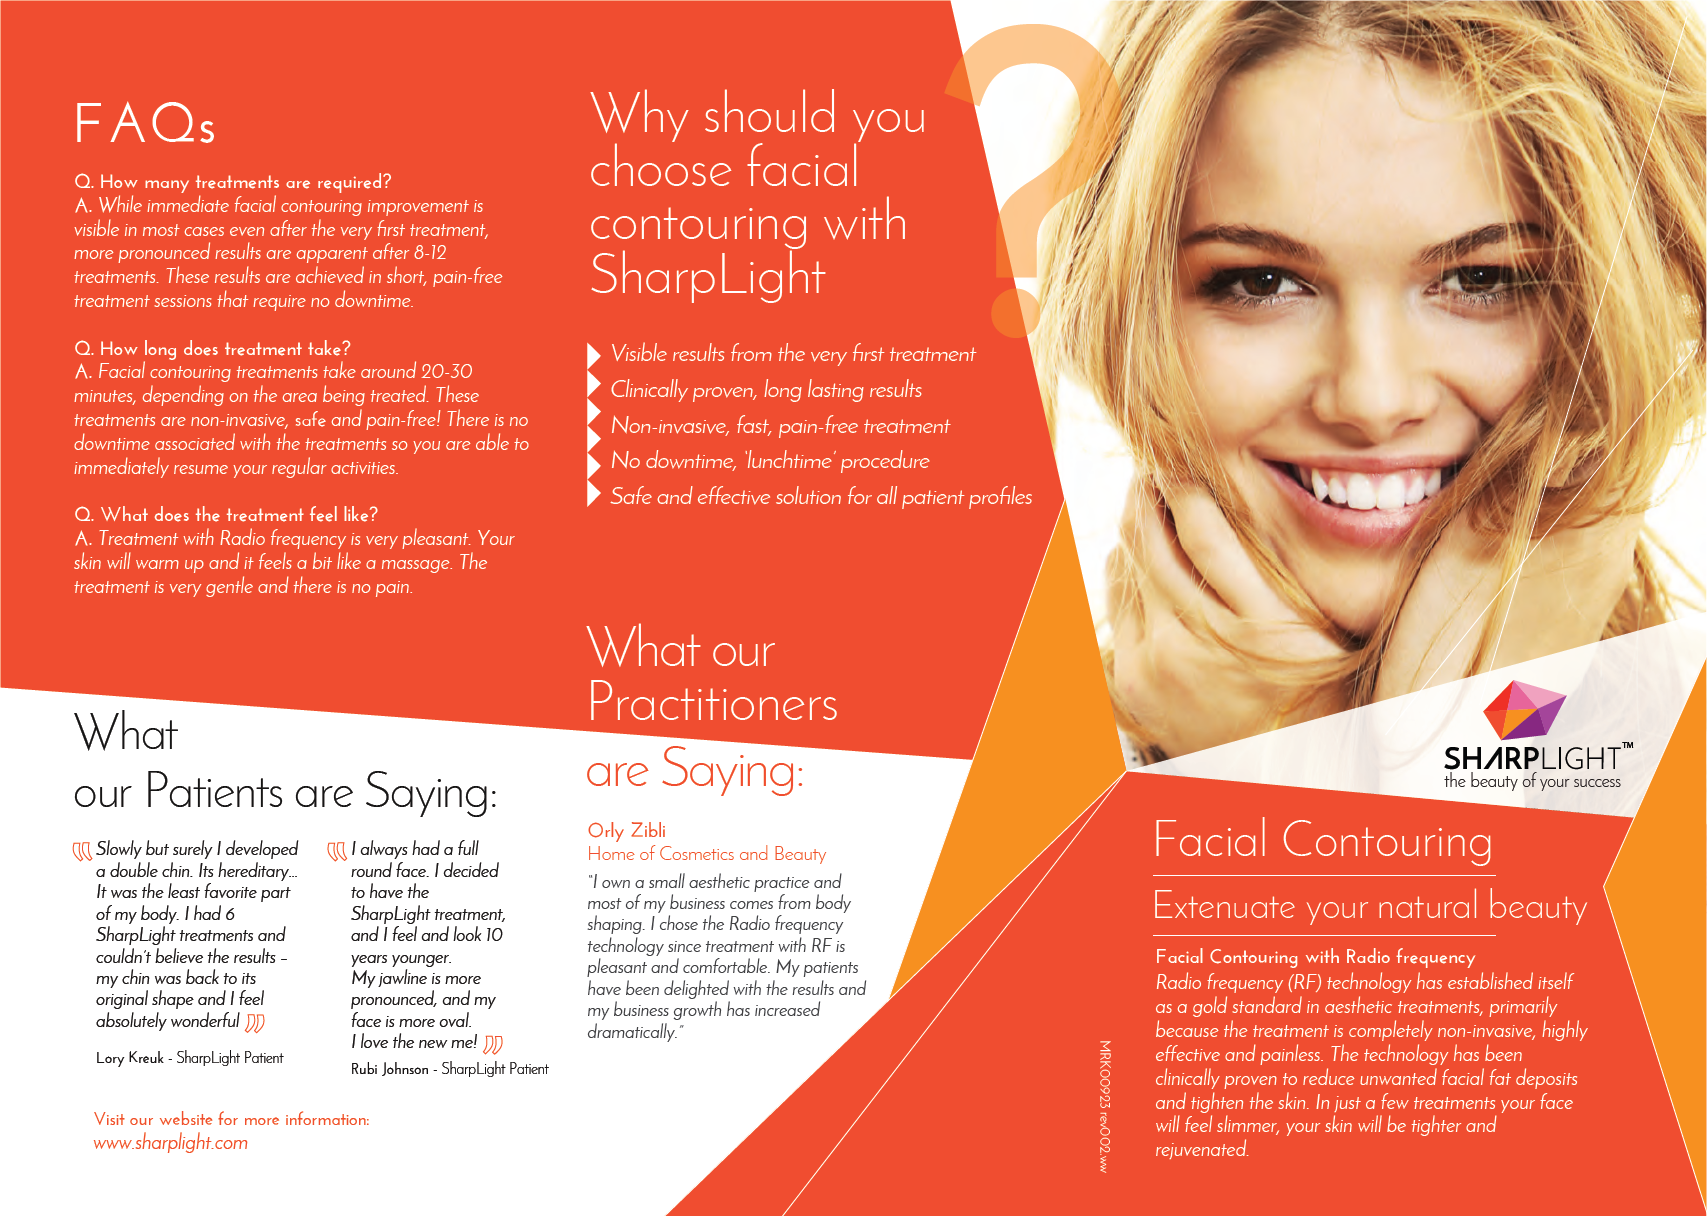 FAQs
Q. How many treatments are required?
A. While immediate facial contouring improvement is
visible in most cases even after the very first treatment,
more pronounced results are apparent after 8-12
treatments. These results are achieved in short, pain-free
treatment sessions that require no downtime.
Q. How long does treatment take?
A. Facial contouring treatments take around 20-30
minutes, depending on the area being treated. These
treatments are non-invasive, safe and pain-free! There is no
downtime associated with the treatments so you are able to
immediately resume your regular activities.
Q. What does the treatment feel like?
A. Treatment with Radio frequency is very pleasant. Your
skin will warm up and it feels a bit like a massage. The
treatment is very gentle and there is no pain.
What
our Patients are Saying:
Slowly but surely I developed
a double chin. Its hereditary...
It was the least favorite part
of my body. I had 6
SharpLight treatments and
couldn't believe the results –
my chin was back to its
original shape and I feel
absolutely wonderful
Lory Kreuk - SharpLight Patient
I always had a full
round face. I decided
to have the
SharpLight treatment,
and I feel and look 10
years younger.
My jawline is more
pronounced, and my
face is more oval.
I love the new me!
Rubi Johnson - SharpLight Patient
Visit our website for more information:
www.sharplight.com
Why should you
choose facial
contouring with
SharpLight
?
Visible results from the very first treatment
Clinically proven, long lasting results
Non-invasive, fast, pain-free treatment
No downtime, 'lunchtime' procedure
Safe and effective solution for all patient profiles
What our
Practitioners
are Saying:
Orly Zibli
Home of Cosmetics and Beauty
"I own a small aesthetic practice and
most of my business comes from body
shaping. I chose the Radio frequency
technology since treatment with RF is
pleasant and comfortable. My patients
have been delighted with the results and
my business growth has increased
dramatically."
MRK00923 rev002.ww
SHARPLIGHT™
the beauty of your success
Facial Contouring
Extenuate your natural beauty
Facial Contouring with Radio frequency
Radio frequency (RF) technology has established itself
as a gold standard in aesthetic treatments, primarily
because the treatment is completely non-invasive, highly
effective and painless. The technology has been
clinically proven to reduce unwanted facial fat deposits
and tighten the skin. In just a few treatments your face
will feel slimmer, your skin will be tighter and
rejuvenated.